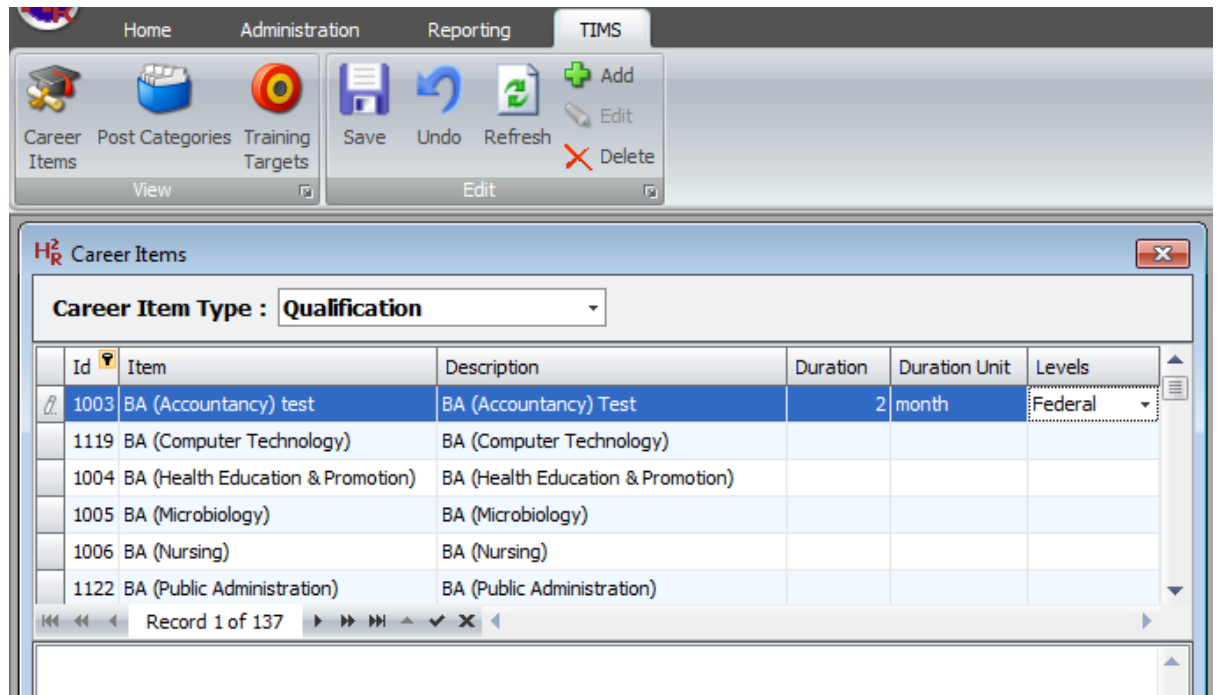 Home Administration Reporting TIMS
Career Items Post Categories Training Targets Save Undo Refresh Add
Edit
Delete
View Edit
H2R Career Items
Career Item Type : Qualification
Id Item Description Duration Duration Unit Levels
1003 BA (Accountancy) test BA (Accountancy) Test 2 month Federal
1119 BA (Computer Technology) BA (Computer Technology)
1004 BA (Health Education & Promotion) BA (Health Education & Promotion)
1005 BA (Microbiology) BA (Microbiology)
1006 BA (Nursing) BA (Nursing)
1122 BA (Public Administration) BA (Public Administration)
Record 1 of 137